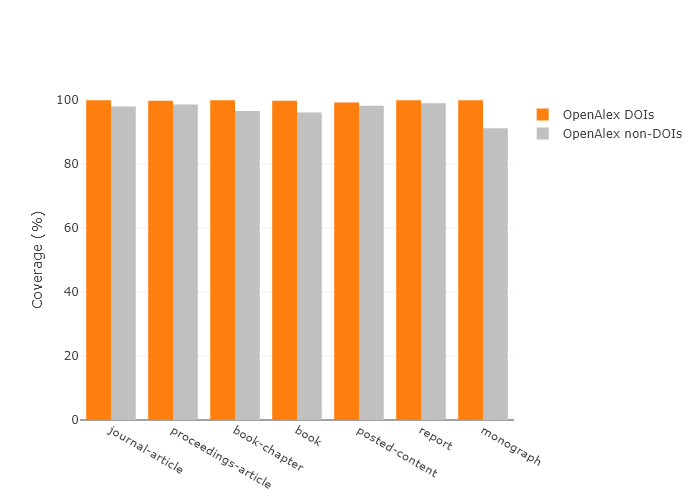 100
80
60
40
20
0
Coverage (%)
journal-article
proceedings-article
book-chapter
book
posted-content
report
monograph
OpenAlex DOIs
OpenAlex non-DOIs